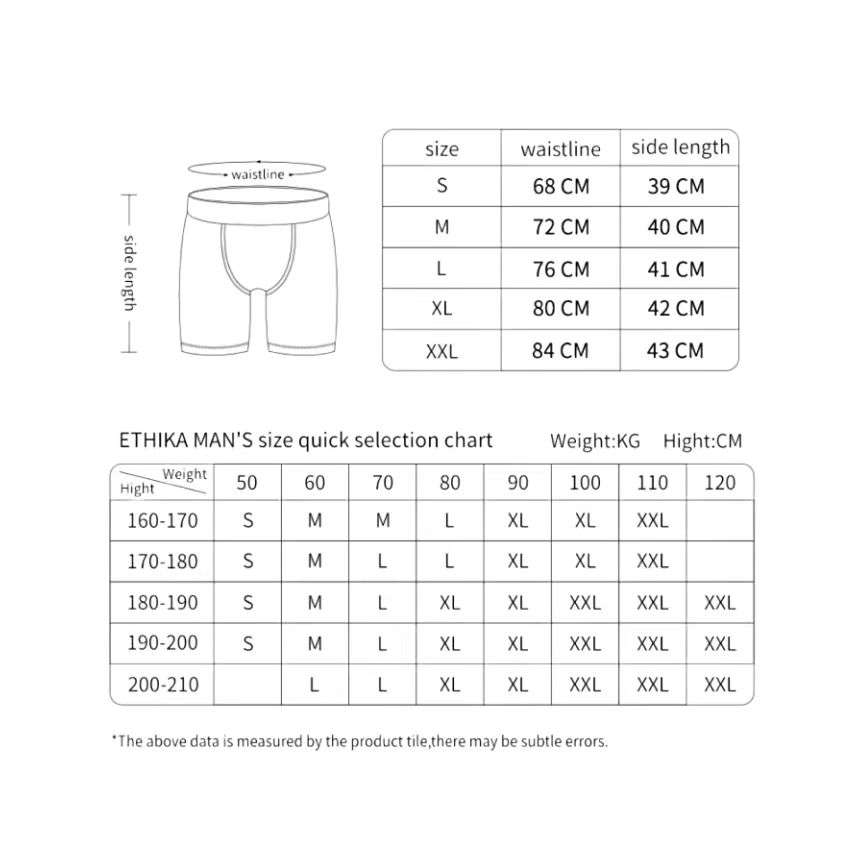 waistline
side length
size waistline side length
S 68 CM 39 CM
M 72 CM 40 CM
L 76 CM 41 CM
XL 80 CM 42 CM
XXL 84 CM 43 CM
ETHIKA MAN'S size quick selection chart Weight:KG Hight:CM
Weight
Hight
50 60 70 80 90 100 110 120
160-170 S M M L XL XL XXL
170-180 S M L L XL XL XXL
180-190 S M L XL XL XXL XXL XXL
190-200 S M L XL XL XXL XXL XXL
200-210 L L XL XL XXL XXL XXL
*The above data is measured by the product tile,there may be subtle errors.